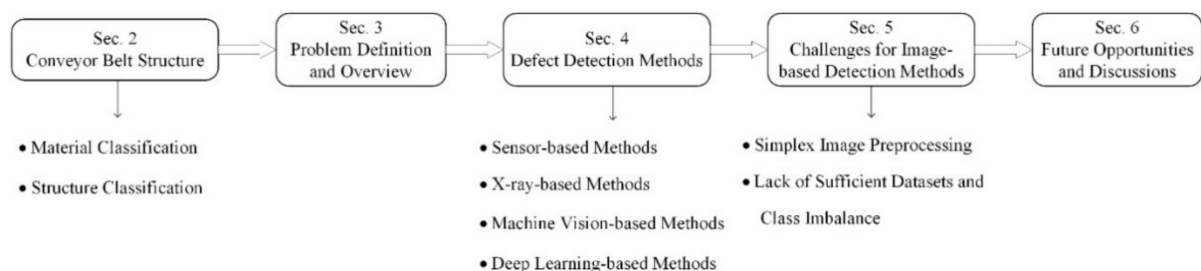 Sec. 2
Conveyor Belt Structure
Sec. 3
Problem Definition
and Overview
Sec. 4
Defect Detection Methods
Sec. 5
Challenges for Image-
based Detection Methods
Sec. 6
Future Opportunities
and Discussions
• Material Classification
• Structure Classification
• Sensor-based Methods
• X-ray-based Methods
• Machine Vision-based Methods
• Deep Learning-based Methods
• Simplex Image Preprocessing
• Lack of Sufficient Datasets and
Class Imbalance